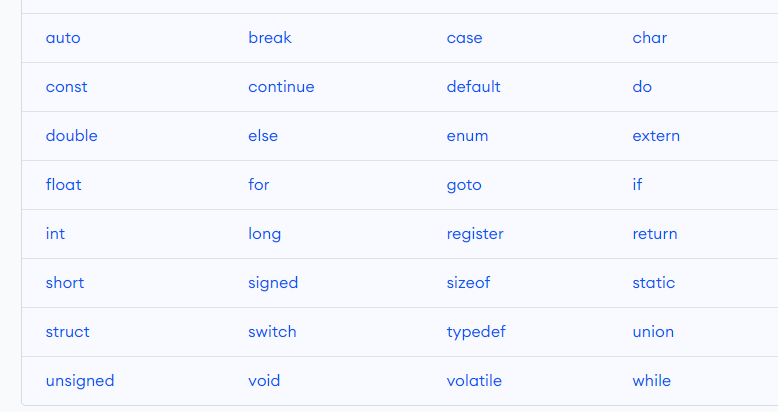 auto break case char
const continue default do
double else enum extern
float for goto if
int long register return
short signed sizeof static
struct switch typedef union
unsigned void volatile while